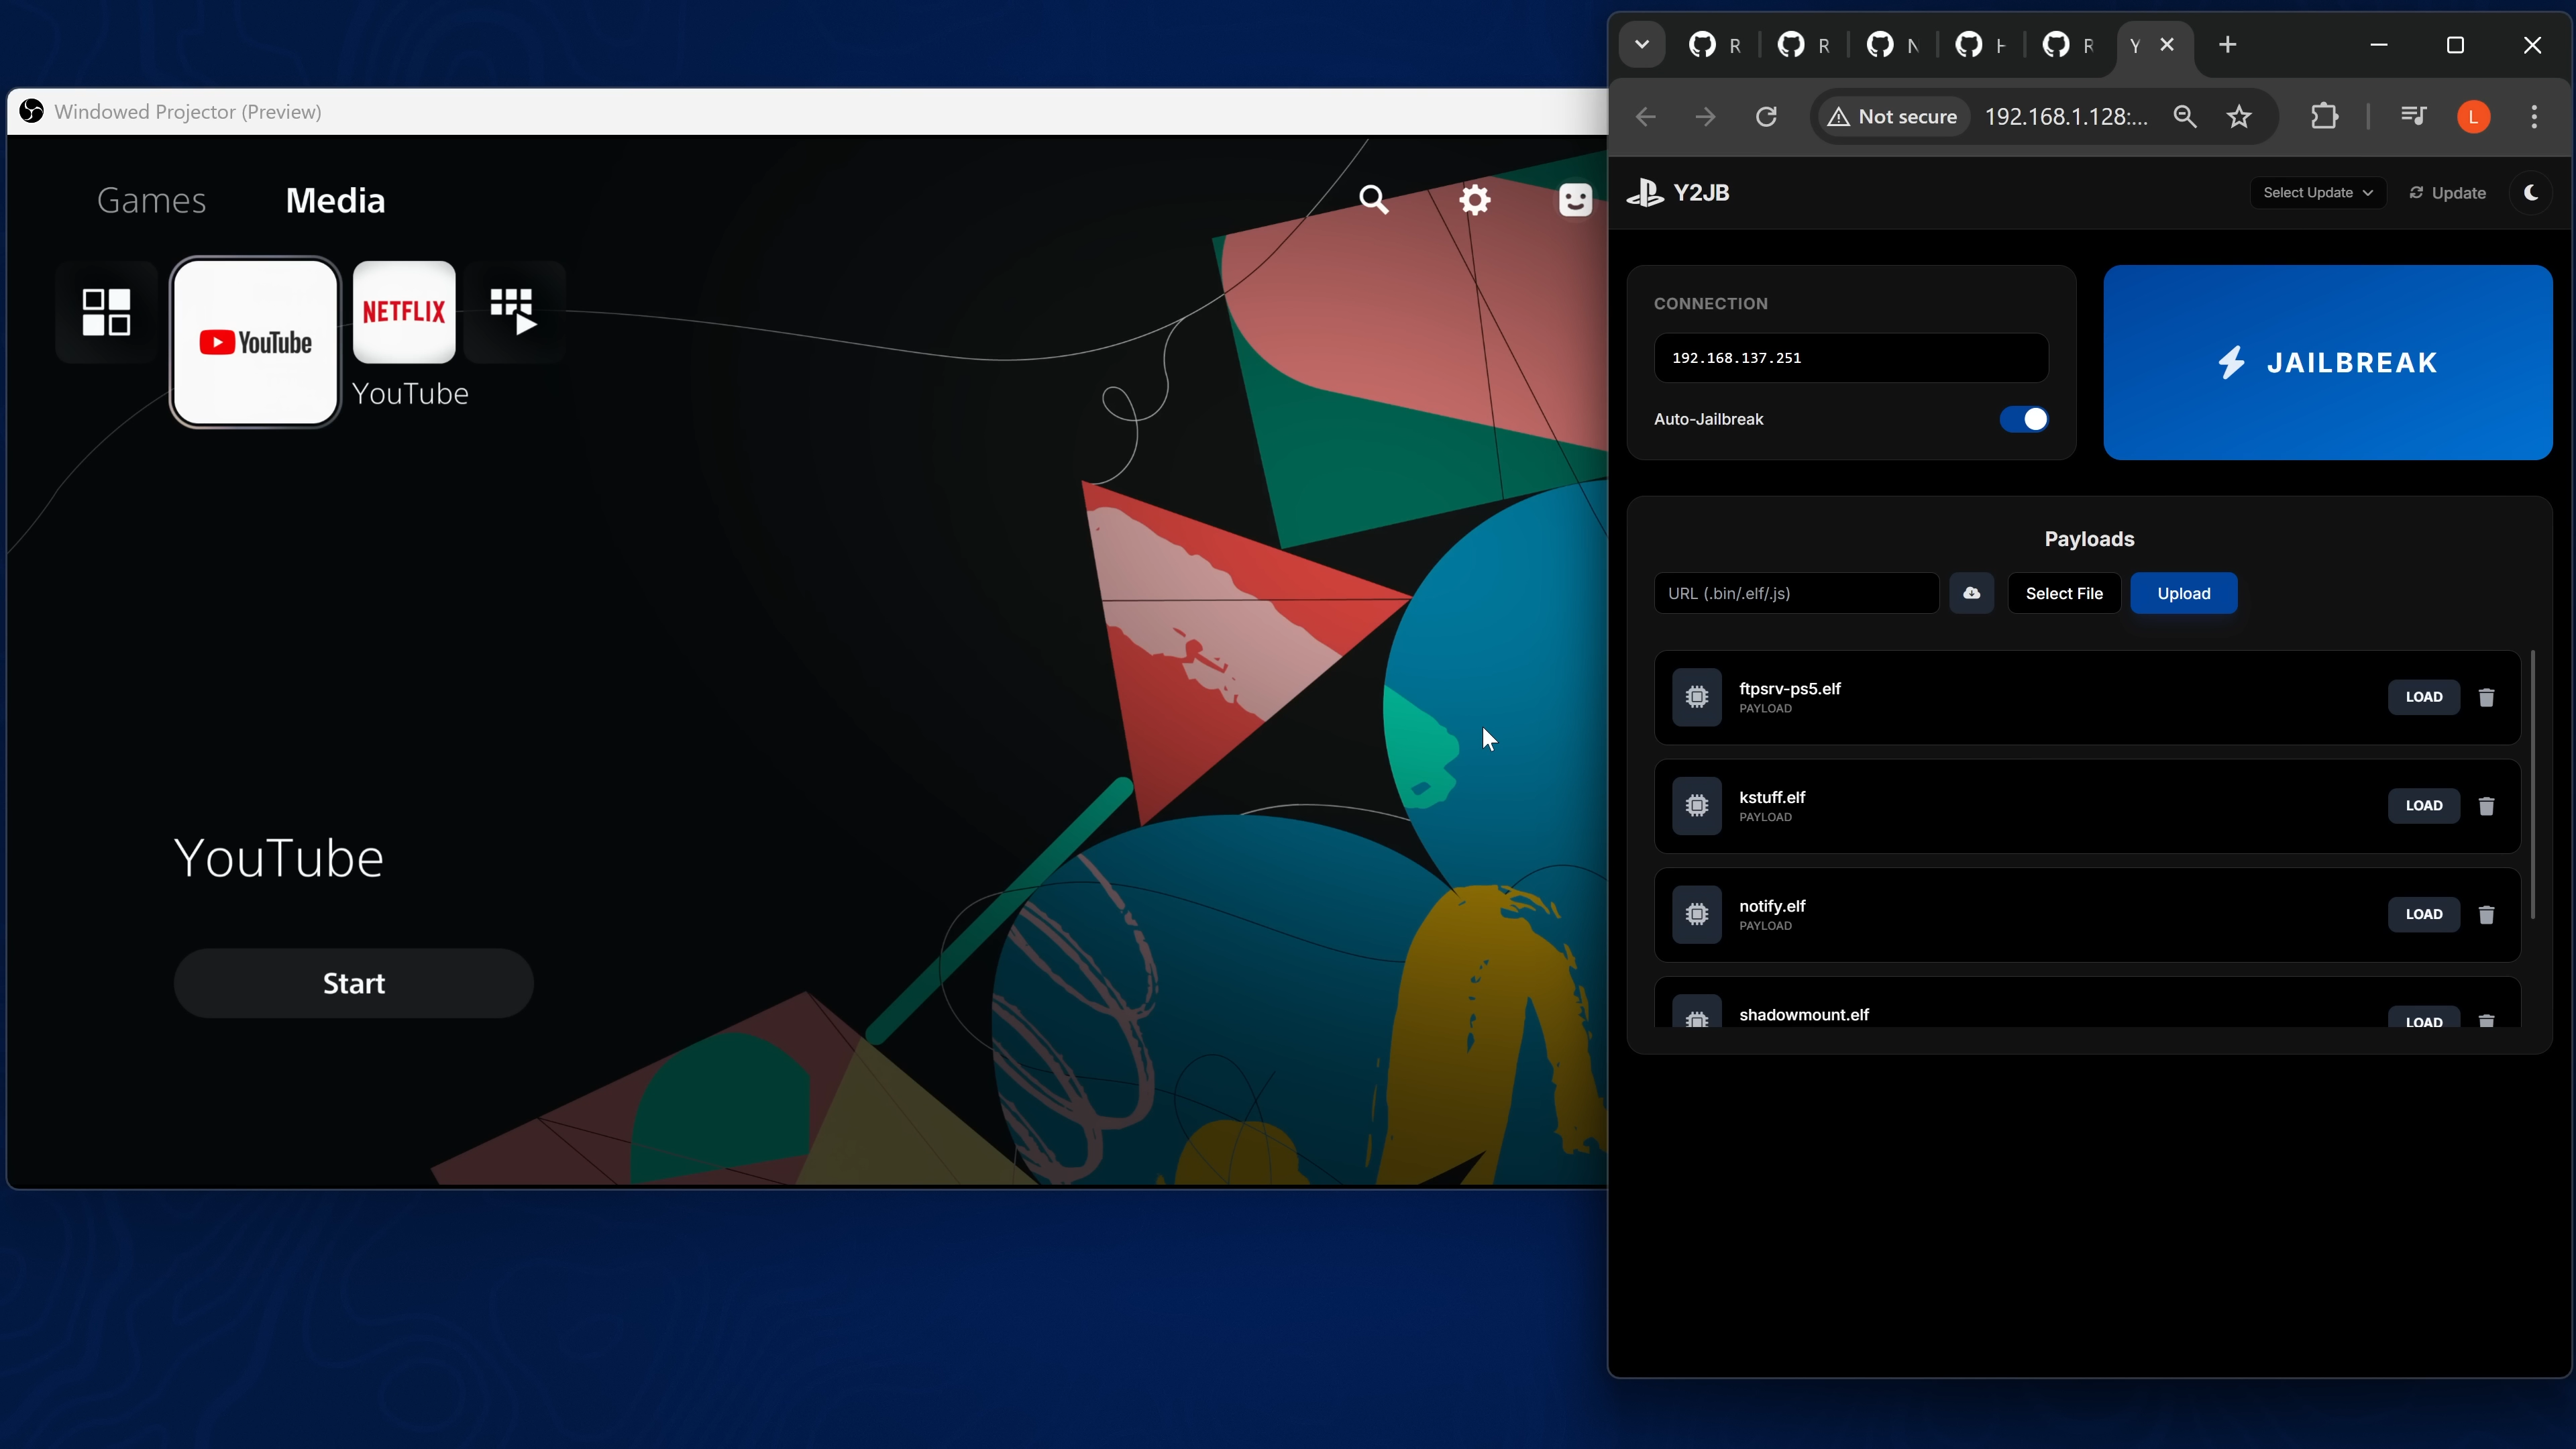 Windowed Projector (Preview)
Games
Media
YouTube
NETFLIX
YouTube
YouTube
Start
R
R
N
H
R
Y
Not secure
192.168.1.128:...
L
Y2JB
Select Update
Update
CONNECTION
192.168.137.251
Auto-Jailbreak
JAILBREAK
Payloads
URL (.bin/.elf/.js)
Select File
Upload
ftpsrv-ps5.elf
PAYLOAD
LOAD
kstuff.elf
PAYLOAD
LOAD
notify.elf
PAYLOAD
LOAD
shadowmount.elf
LOAD